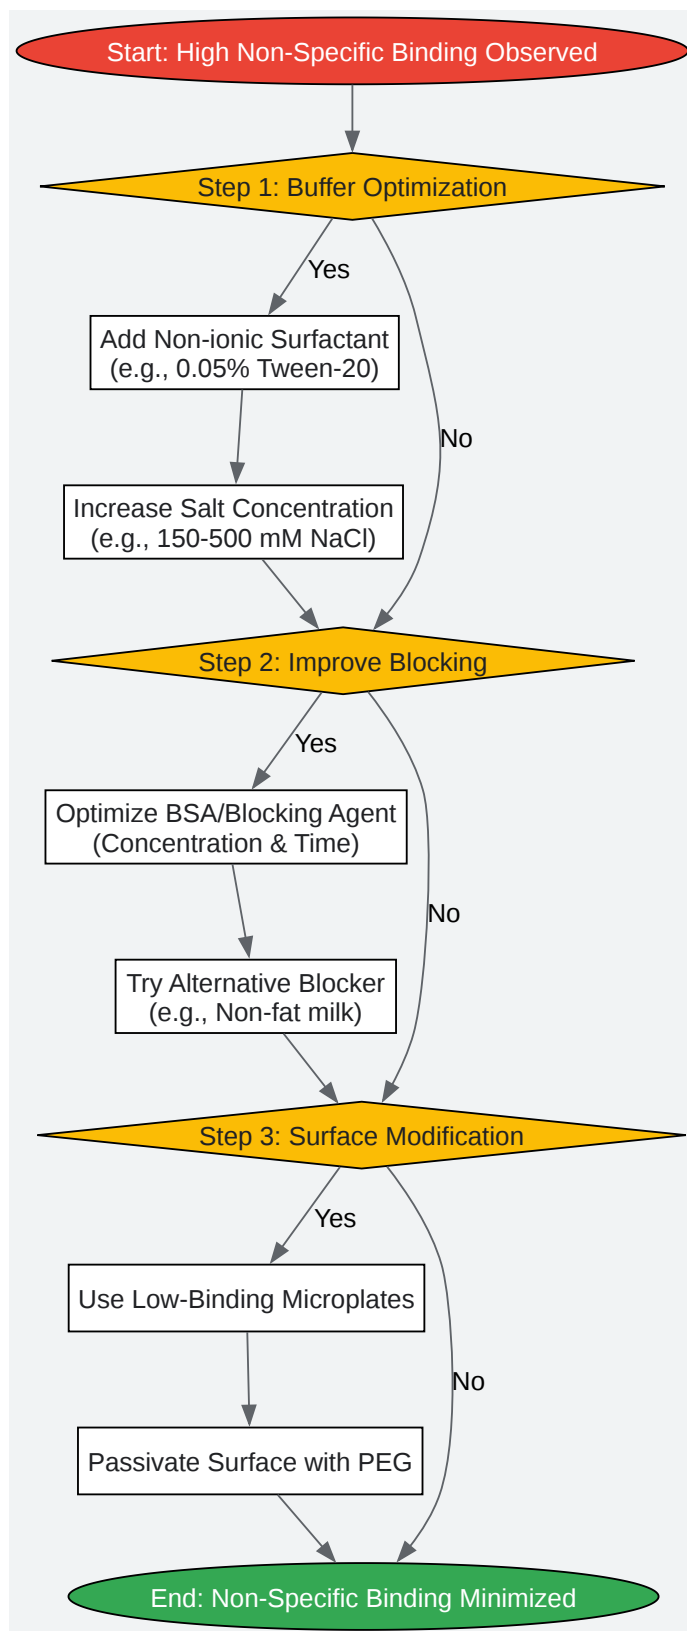 Start: High Non-Specific Binding Observed
Step 1: Buffer Optimization
Yes
Add Non-ionic Surfactant
(e.g., 0.05% Tween-20)
No
Increase Salt Concentration
(e.g., 150-500 mM NaCl)
Step 2: Improve Blocking
Yes
Optimize BSA/Blocking Agent
(Concentration & Time)
No
Try Alternative Blocker
(e.g., Non-fat milk)
Step 3: Surface Modification
Yes
Use Low-Binding Microplates
No
Passivate Surface with PEG
End: Non-Specific Binding Minimized